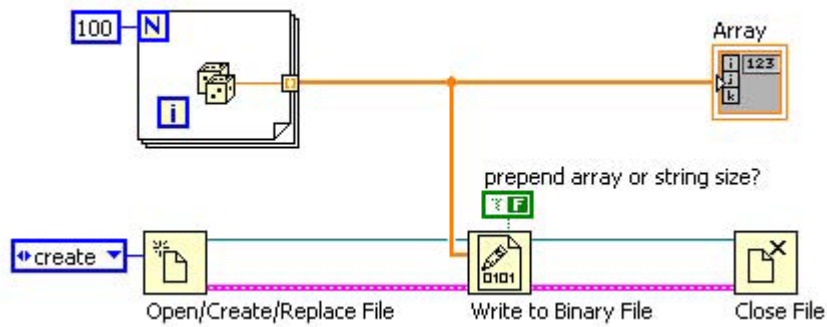 100 N
Array
i 123
j
k
i
prepend array or string size?
F
create
0101
Open/Create/Replace File Write to Binary File Close File